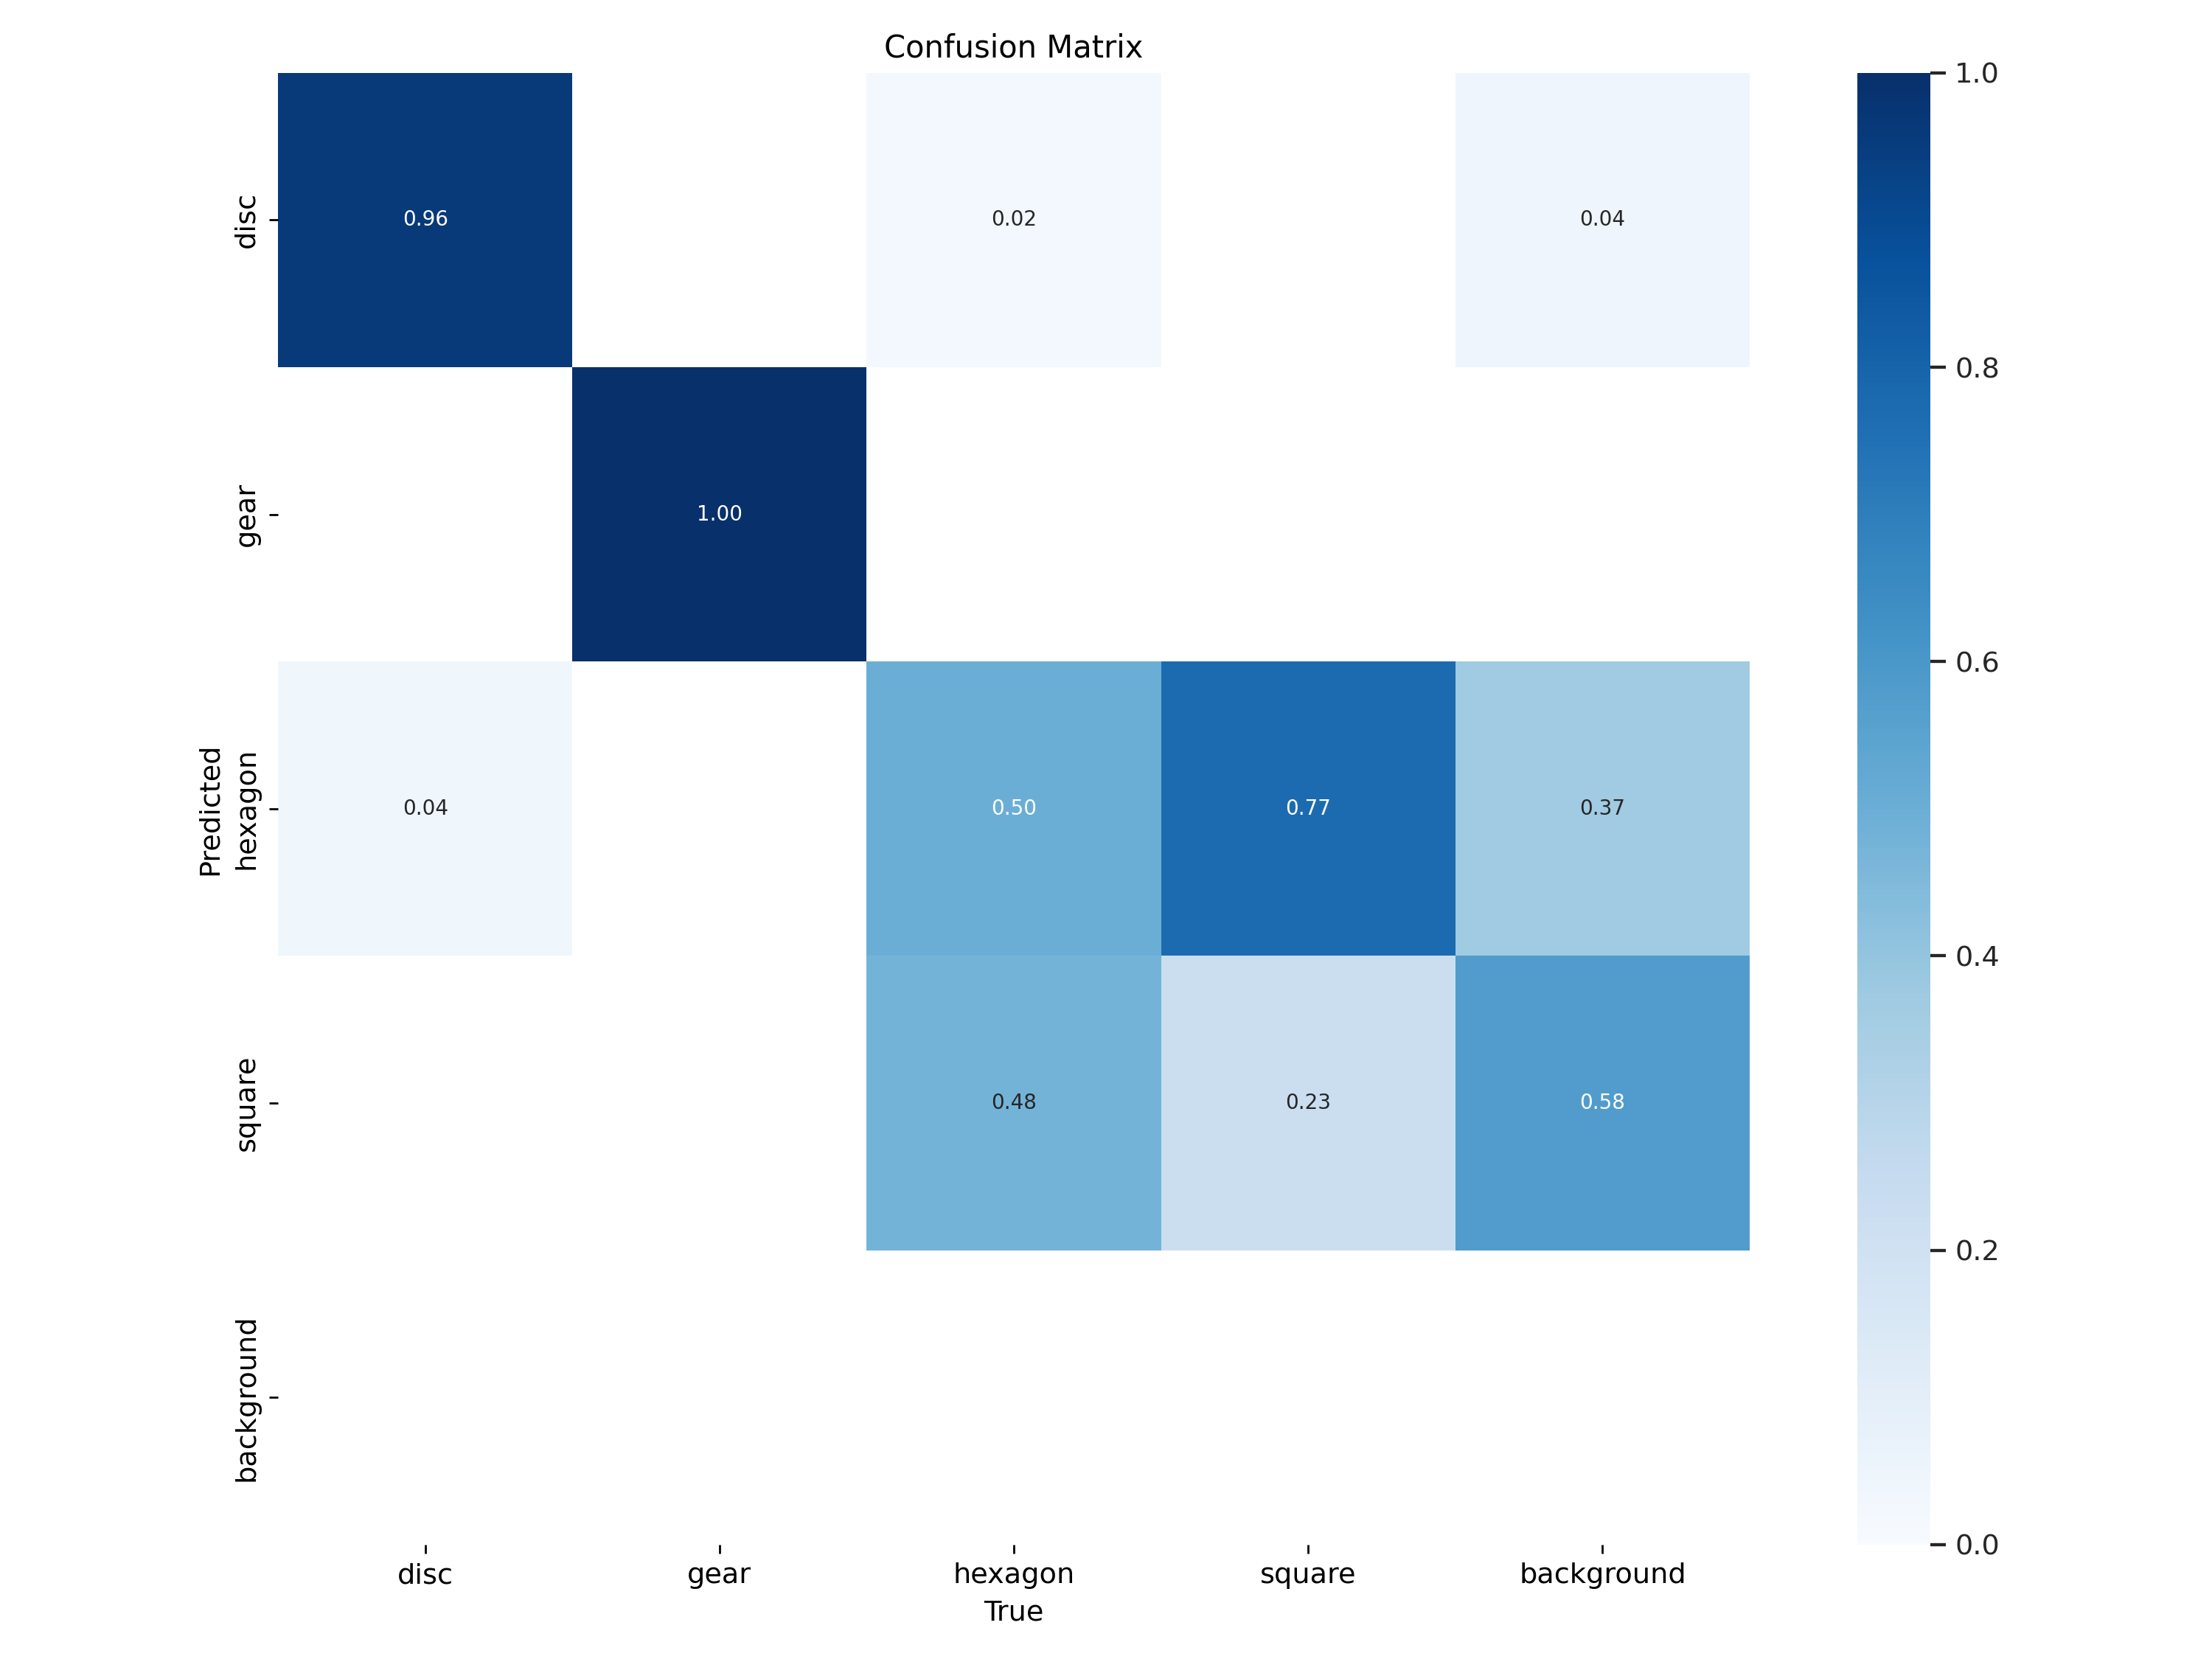 Confusion Matrix
1.0
disc
0.96
0.02
0.04
0.8
gear
1.00
0.6
Predicted
hexagon
0.04
0.50
0.77
0.37
0.4
square
0.48
0.23
0.58
0.2
background
0.0
disc
gear
hexagon
square
background
True